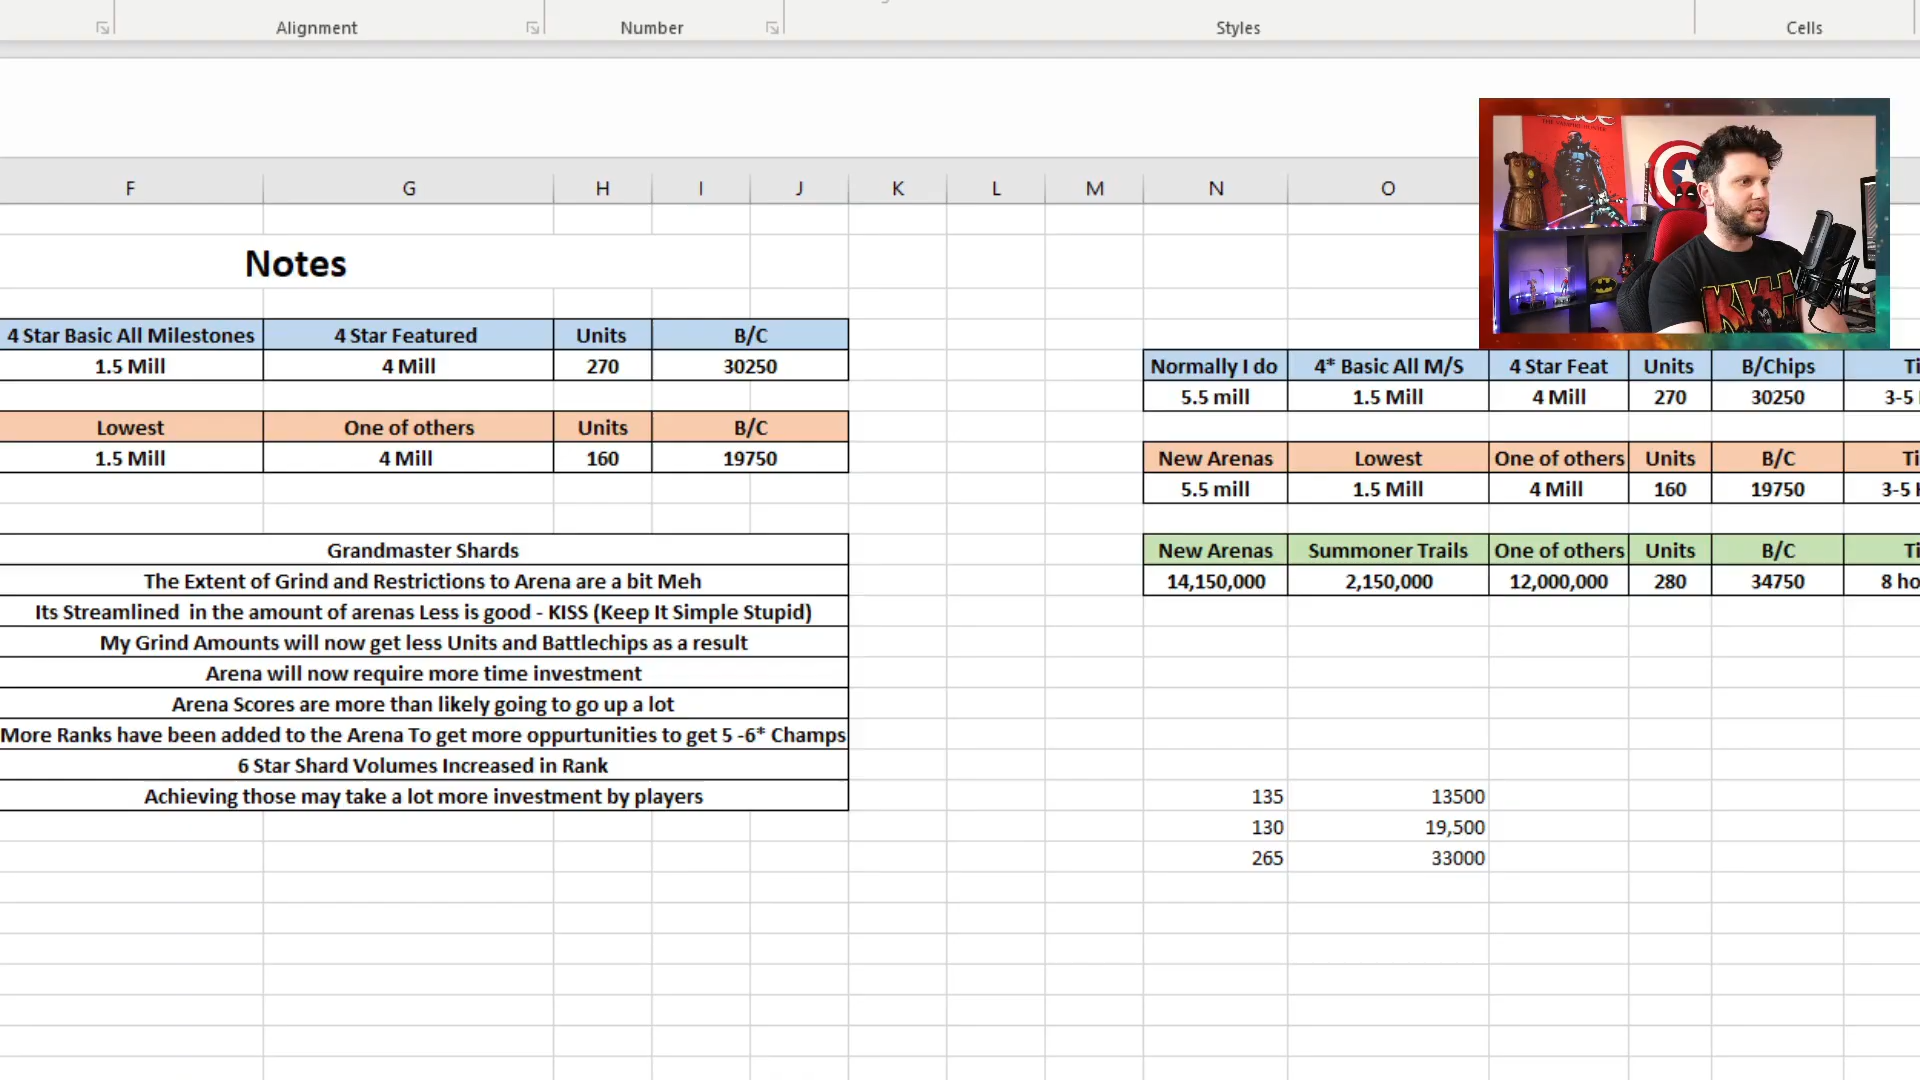 Alignment Number Styles Cells
F G H I J K L M N O
Notes
4 Star Basic All Milestones 4 Star Featured Units B/C
1.5 Mill 4 Mill 270 30250
Lowest One of others Units B/C
1.5 Mill 4 Mill 160 19750
Grandmaster Shards
The Extent of Grind and Restrictions to Arena are a bit Meh
Its Streamlined in the amount of arenas Less is good - KISS (Keep It Simple Stupid)
My Grind Amounts will now get less Units and Battlechips as a result
Arena will now require more time investment
Arena Scores are more than likely going to go up a lot
More Ranks have been added to the Arena To get more oppurtunities to get 5 -6* Champs
6 Star Shard Volumes Increased in Rank
Achieving those may take a lot more investment by players
Normally I do 4* Basic All M/S 4 Star Feat Units B/Chips Ti
5.5 mill 1.5 Mill 4 Mill 270 30250 3-5
New Arenas Lowest One of others Units B/C Ti
5.5 mill 1.5 Mill 4 Mill 160 19750 3-5
New Arenas Summoner Trails One of others Units B/C Ti
14,150,000 2,150,000 12,000,000 280 34750 8 ho
135 13500
130 19,500
265 33000